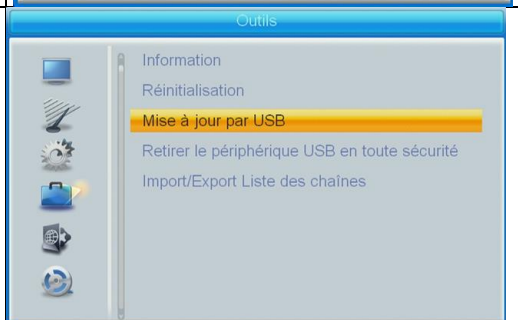 Outils
Information
Réinitialisation
Mise à jour par USB
Retirer le périphérique USB en toute sécurité
Import/Export Liste des chaînes